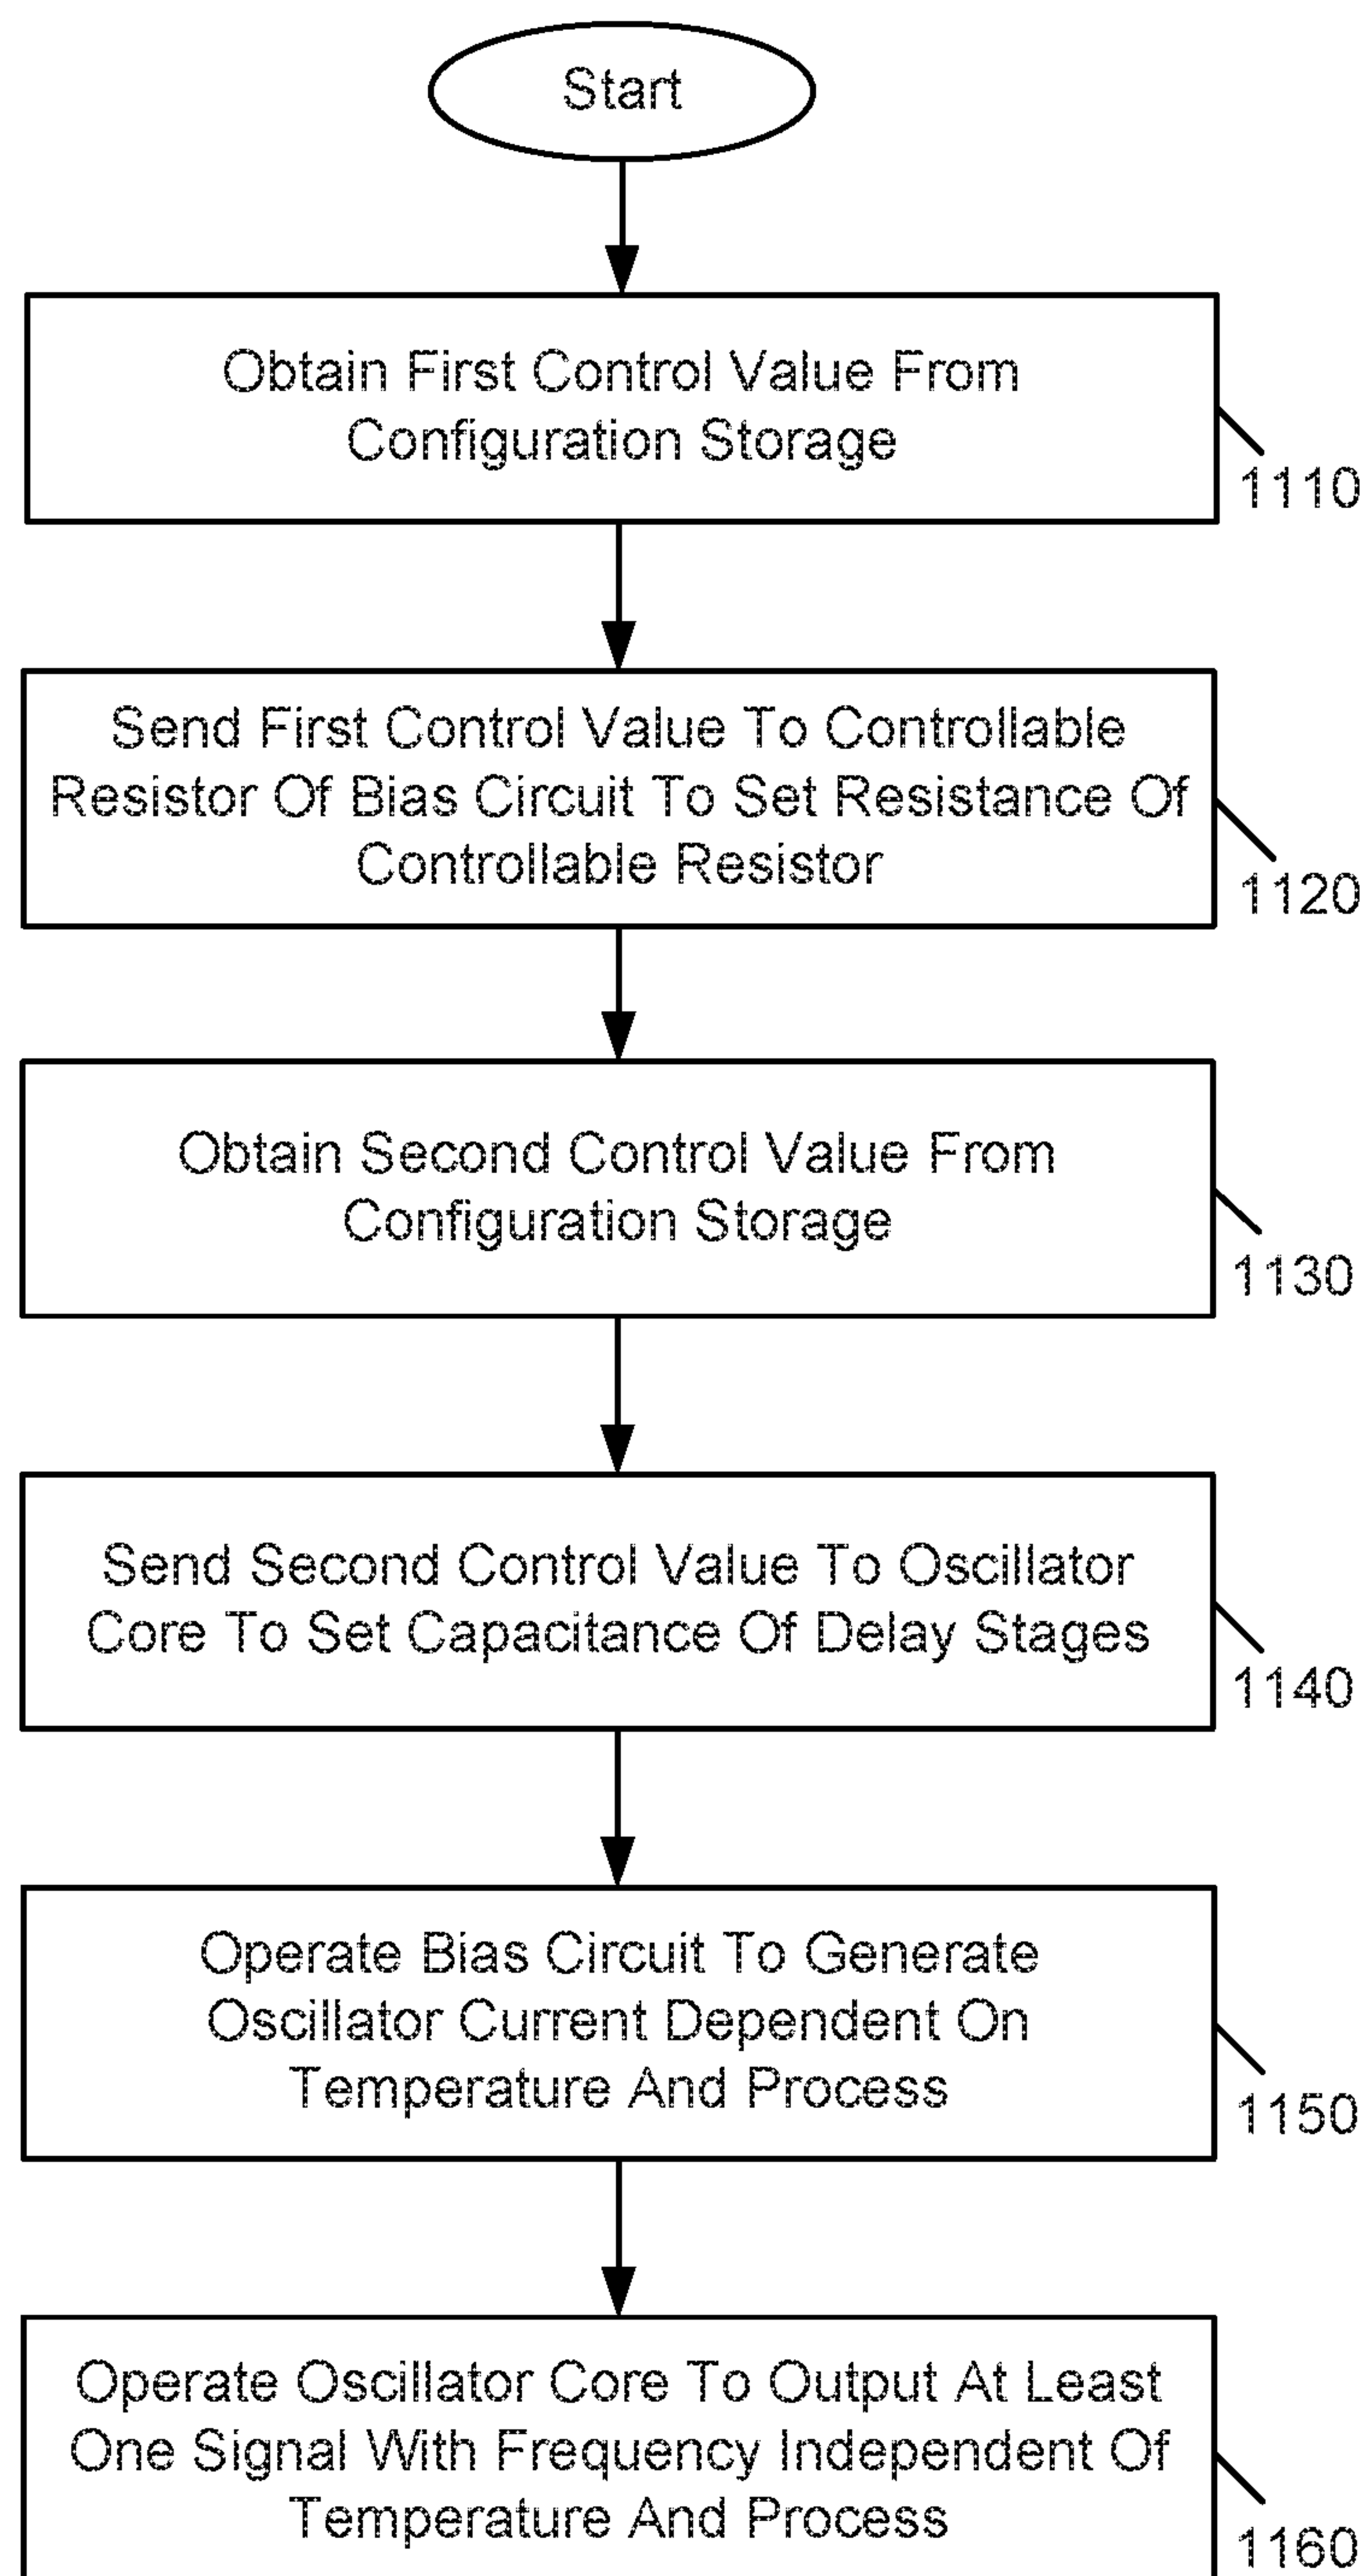 Start
Obtain First Control Value From
Configuration Storage
1110
Send First Control Value To Controllable
Resistor Of Bias Circuit To Set Resistance Of
Controllable Resistor
1120
Obtain Second Control Value From
Configuration Storage
1130
Send Second Control Value To Oscillator
Core To Set Capacitance Of Delay Stages
1140
Operate Bias Circuit To Generate
Oscillator Current Dependent On
Temperature And Process
1150
Operate Oscillator Core To Output At Least
One Signal With Frequency Independent Of
Temperature And Process
1160